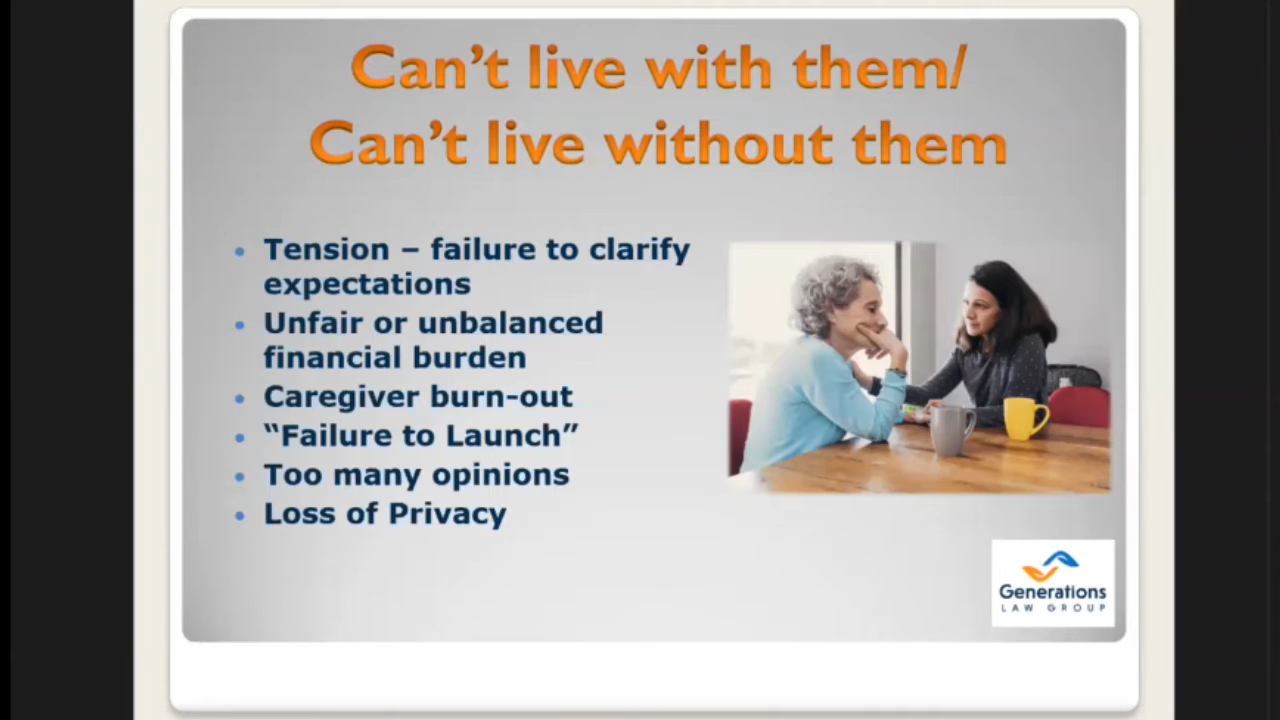 Can’t live with them/
Can’t live without them
• Tension – failure to clarify
expectations
• Unfair or unbalanced
financial burden
• Caregiver burn-out
• “Failure to Launch”
• Too many opinions
• Loss of Privacy
Generations
LAW GROUP